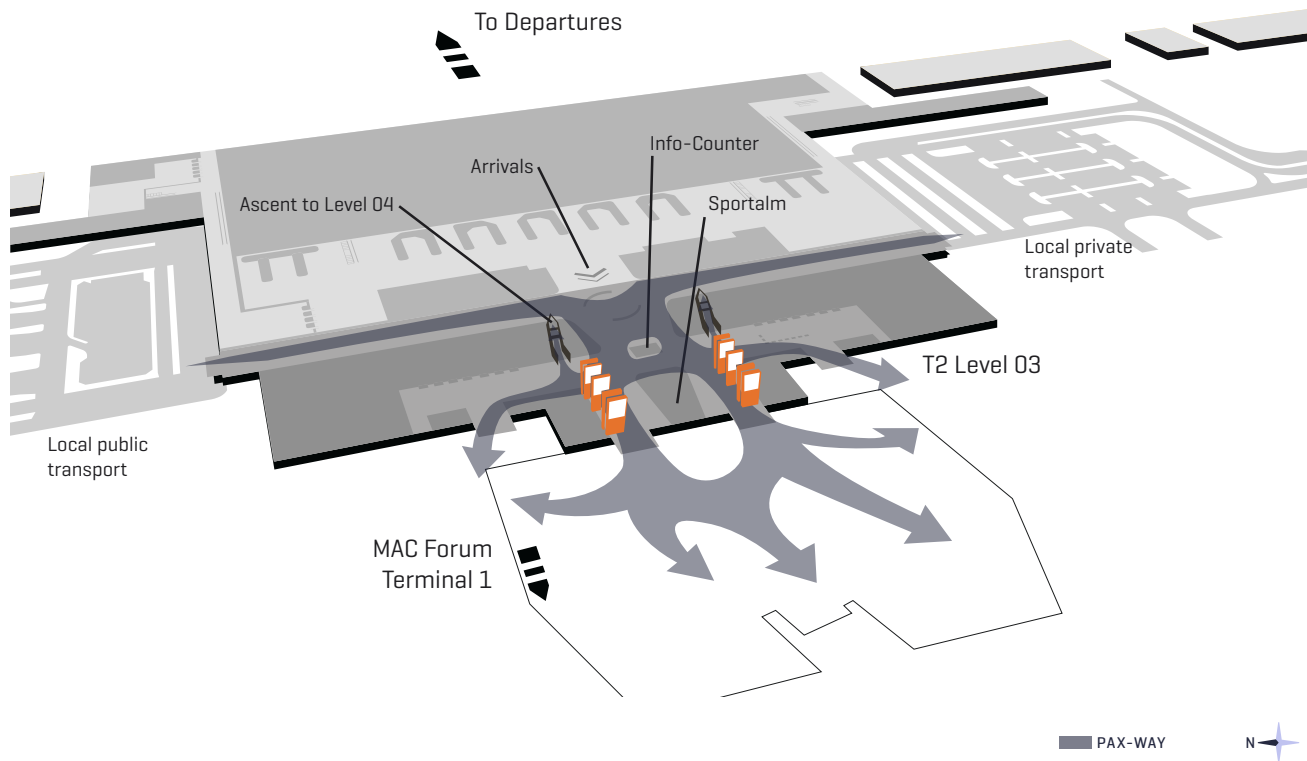 To Departures
Info-Counter
Arrivals
Sportalm
Ascent to Level 04
Local private
transport
T2 Level 03
Local public
transport
MAC Forum
Terminal 1
PAX-WAY
N